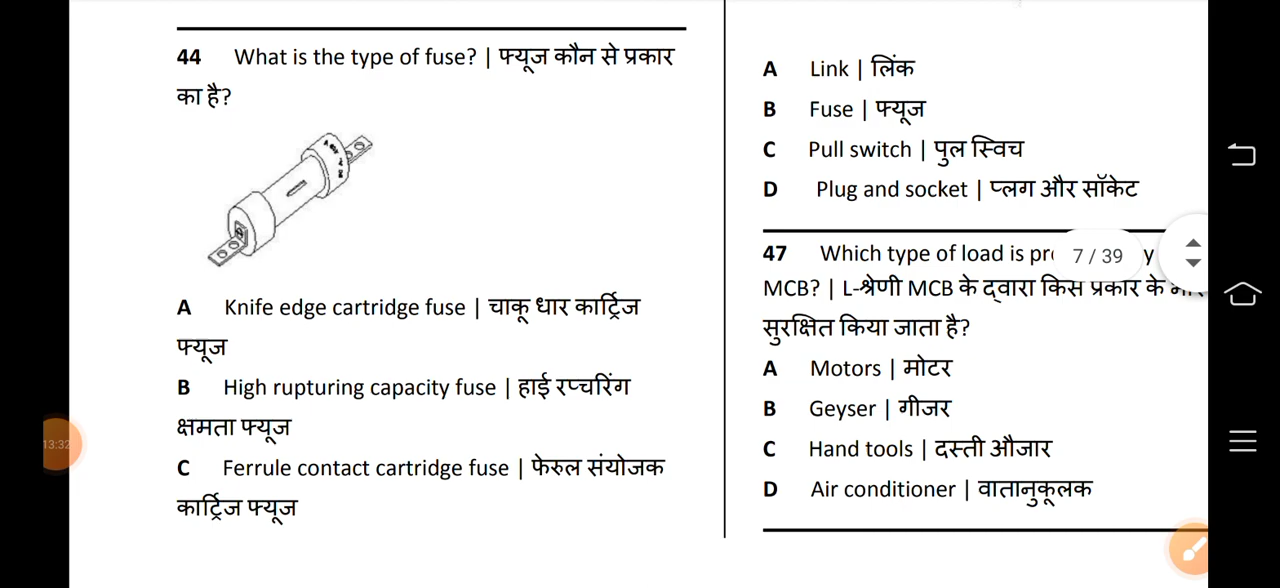 44 What is the type of fuse? | फ्यूज कौन से प्रकार
का है?
A Knife edge cartridge fuse | चाकू धार कार्ट्रिज
फ्यूज
B High rupturing capacity fuse | हाई रप्चरिंग
क्षमता फ्यूज
C Ferrule contact cartridge fuse | फेरुल संयोजक
कार्ट्रिज फ्यूज
A Link | लिंक
B Fuse | फ्यूज
C Pull switch | पुल स्विच
D Plug and socket | प्लग और सॉकेट
47 Which type of load is
7 / 39
MCB? | L-श्रेणी MCB के द्वारा किस प्रकार के
सुरक्षित किया जाता है?
A Motors | मोटर
B Geyser | गीजर
C Hand tools | दस्ती औजार
D Air conditioner | वातानुकूलक
13:32